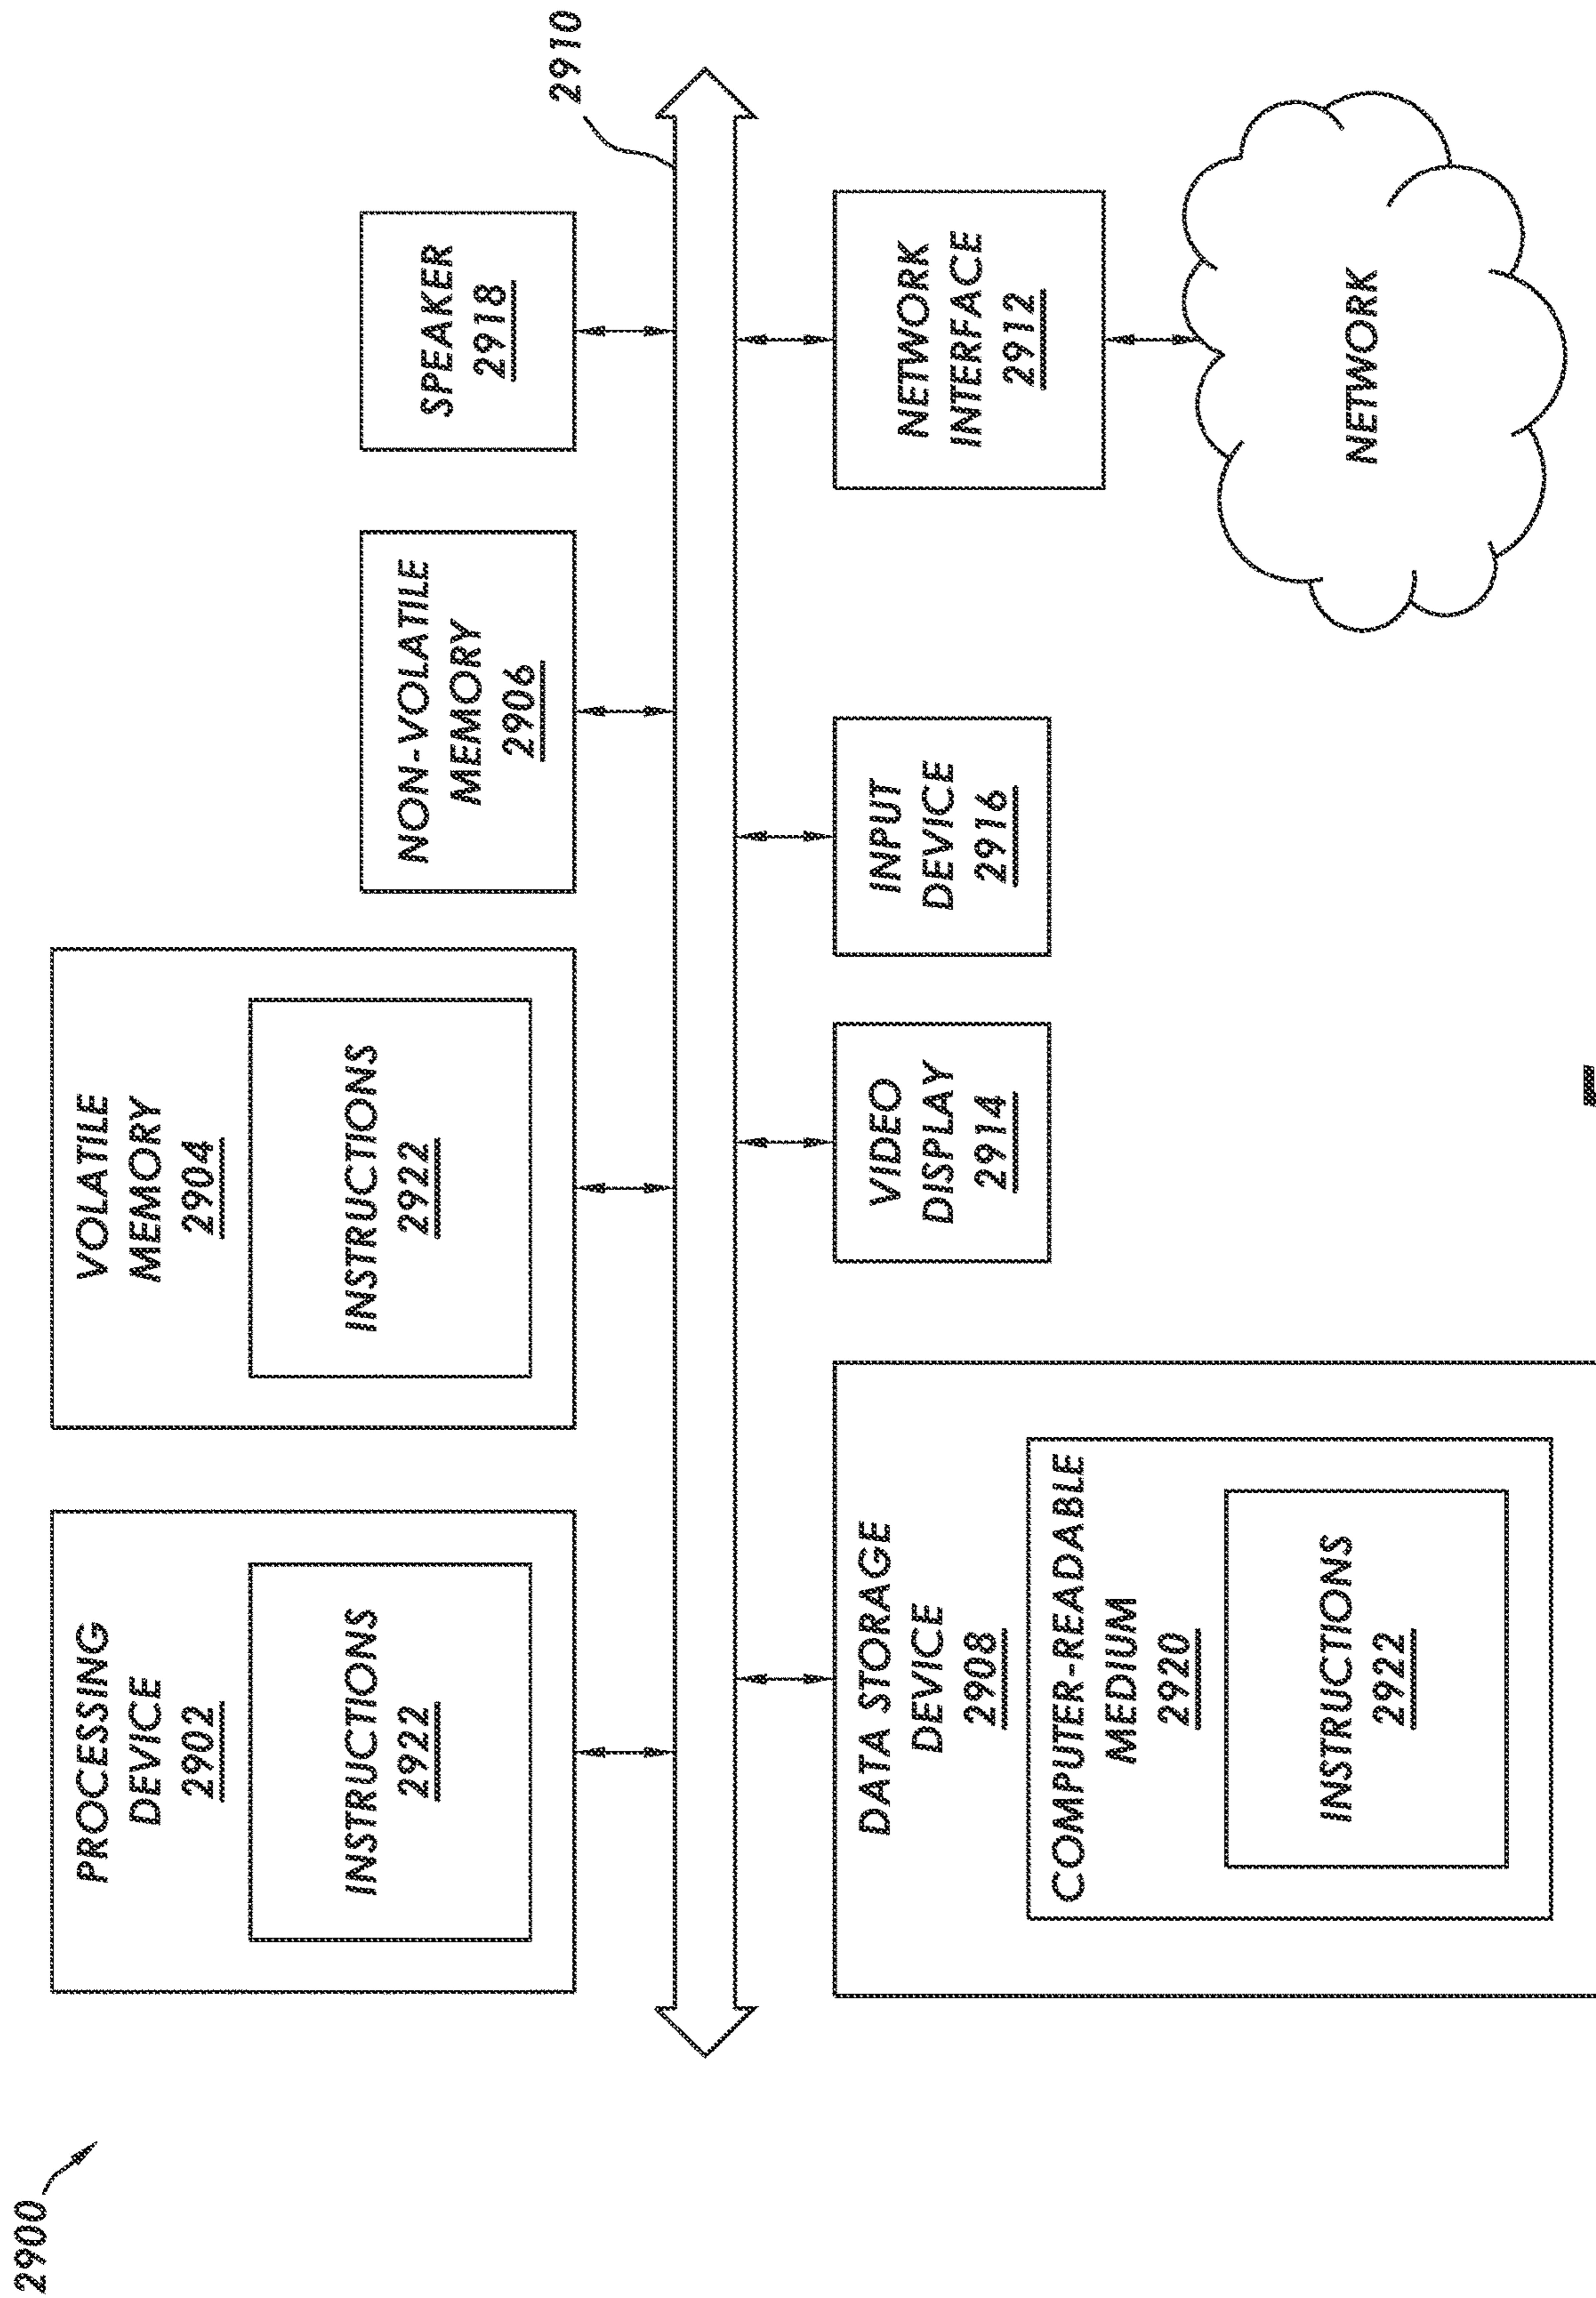 2900
PROCESSING
DEVICE
2902
INSTRUCTIONS
2922
VOLATILE
MEMORY
2904
INSTRUCTIONS
2922
NON-VOLATILE
MEMORY
2906
SPEAKER
2918
2910
DATA STORAGE
DEVICE
2908
COMPUTER-READABLE
MEDIUM
2920
INSTRUCTIONS
2922
VIDEO
DISPLAY
2914
INPUT
DEVICE
2916
NETWORK
INTERFACE
2912
NETWORK